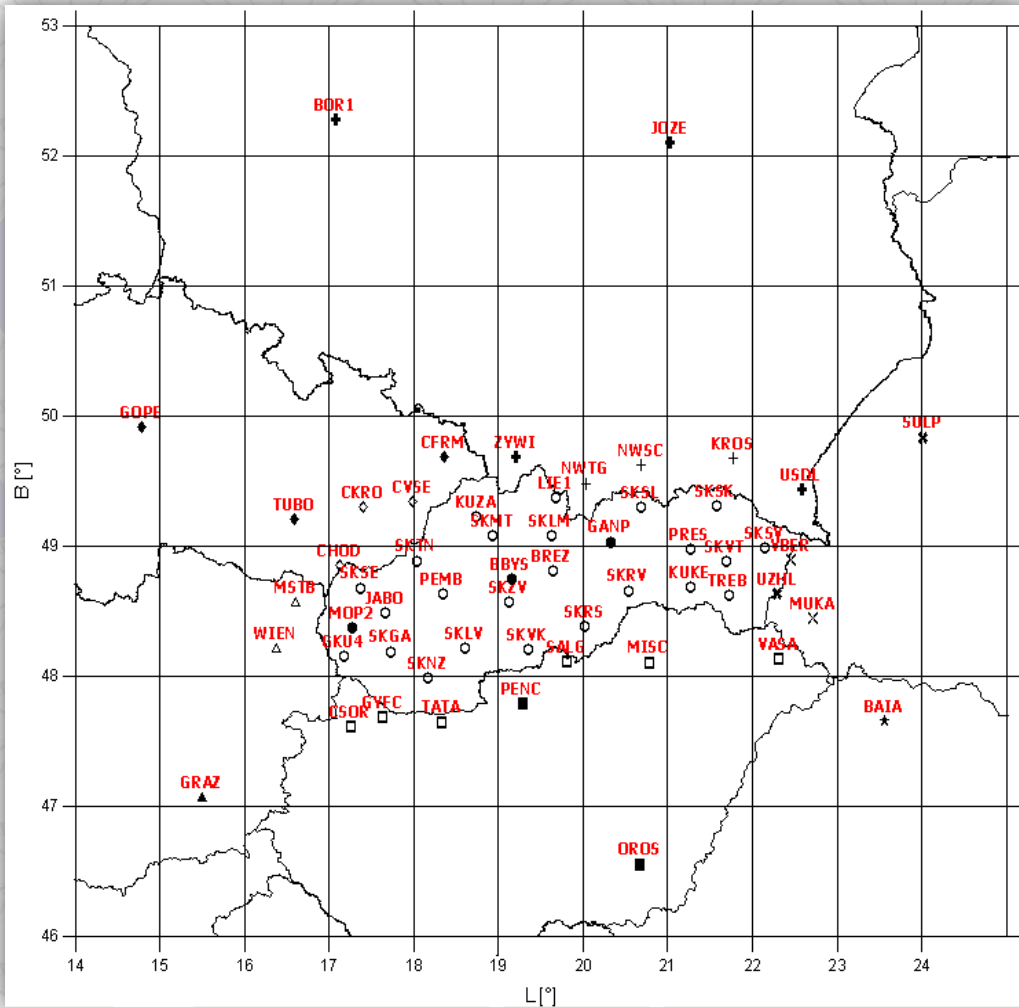 53
BOR1
JOZE
52
51
50
GOPE
SULP
CFRM
ZYWI
NWSC
KROS
NWTG
USDL
LIE1
CKRO
CVSE
SKSL
SKSK
TUBO
KUZA
SKMT
SKLM
GANP
PRES
SKSV
49
CHOD
SKTN
SKVT
VBER
BBYS
BREZ
MSTB
SKSE
PEMB
SKZV
SKRV
KUKE
TREB
UZHL
MUKA
JABO
MOP2
SKRS
WIEN
GKU4
SKGA
SKLV
SKVK
SALG
MISC
VASA
SKNZ
48
CSOR
GYFC
TATA
PENC
BAIA
GRAZ
47
OROS
46
14 15 16 17 18 19 20 21 22 23 24
B [°]
L [°]